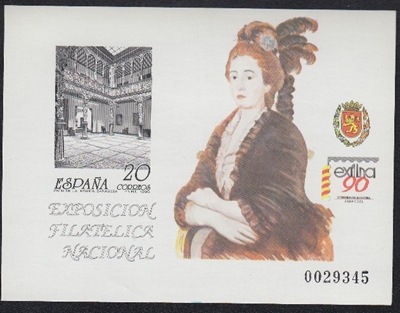 20
ESPAÑA CORREOS
EXPOSICION
FILATELICA
NACIONAL
exfilna
90
0029345